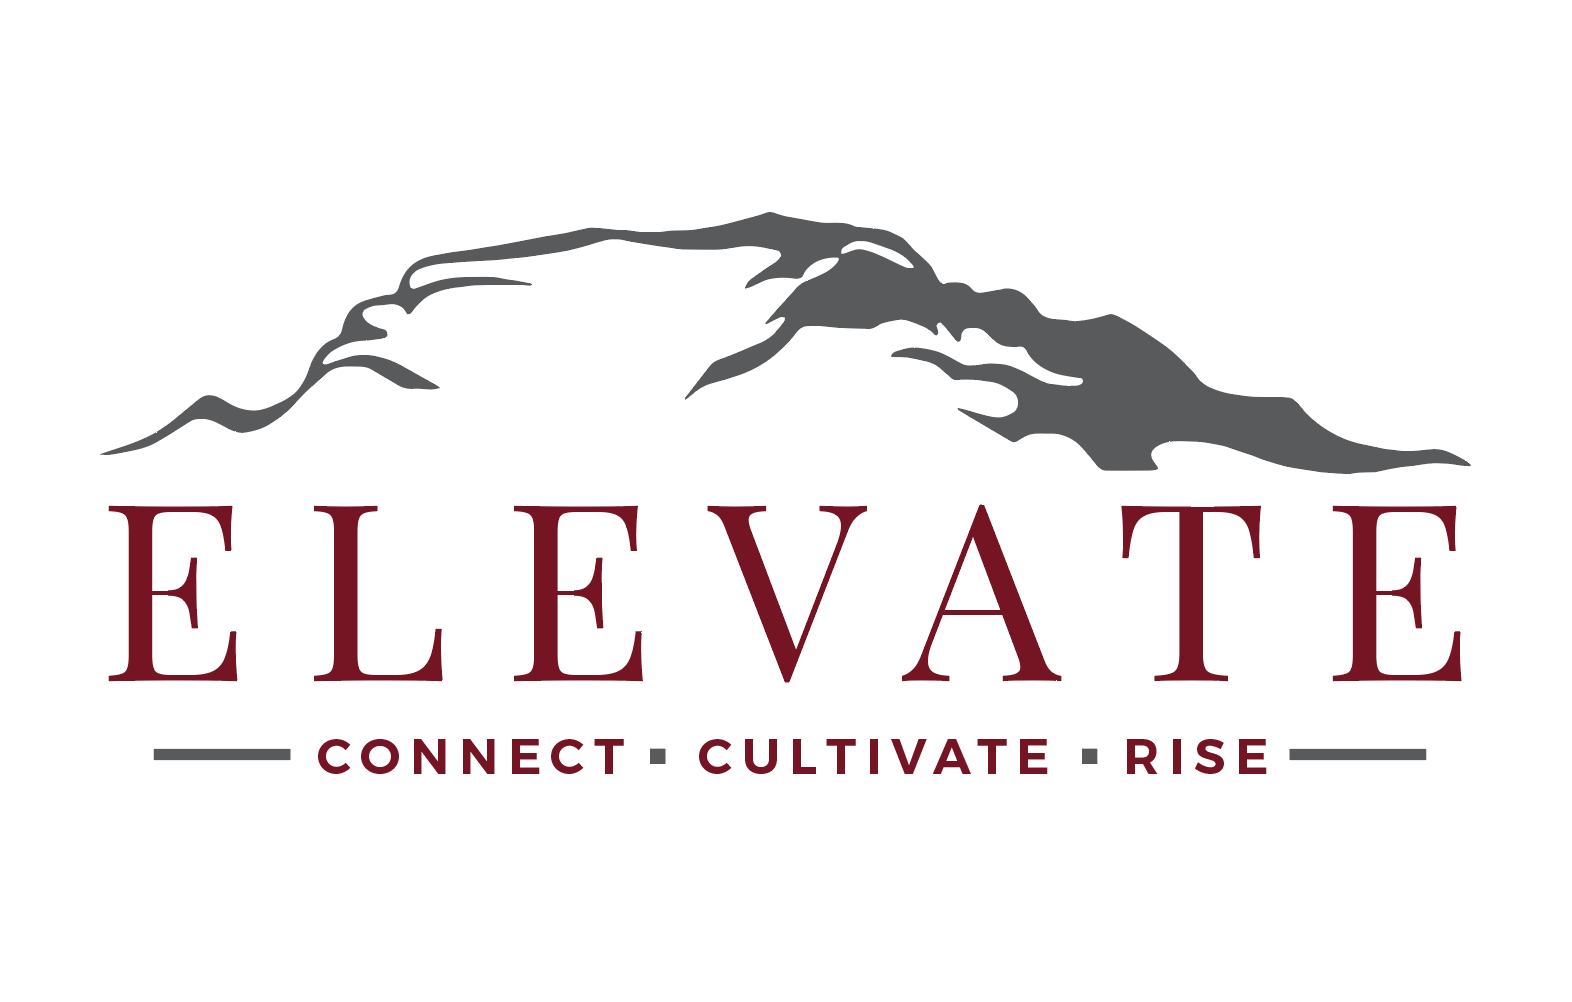 ELEVATE
CONNECT ▪ CULTIVATE ▪ RISE